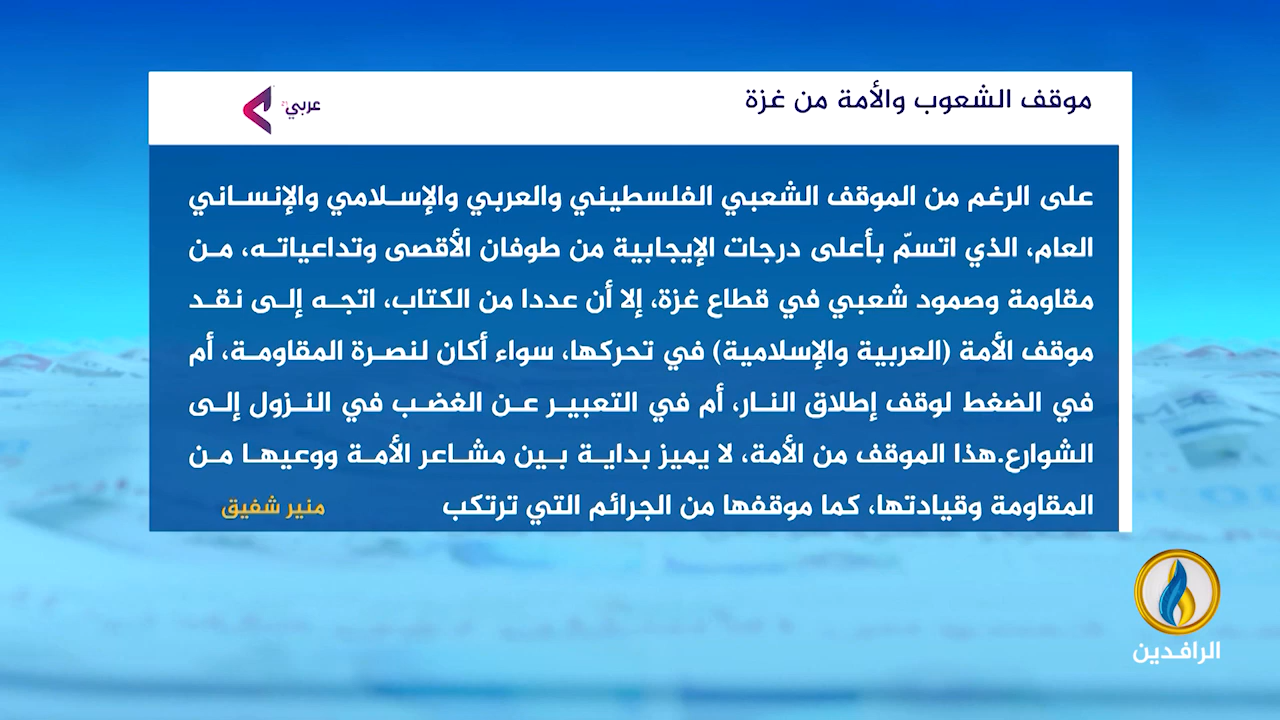 موقف الشعوب والأمة من غزة
عربي
على الرغم من الموقف الشعبي الفلسطيني والعربي والإسلامي والإنساني
العام، الذي اتسمّ بأعلى درجات الإيجابية من طوفان الأقصى وتداعياته، من
مقاومة وصمود شعبي في قطاع غزة، إلا أن عددا من الكتاب، اتجه إلى نقد
موقف الأمة (العربية والإسلامية) في تحركها، سواء أكان لنصرة المقاومة، أم
في الضغط لوقف إطلاق النار، أم في التعبير عن الغضب في النزول إلى
الشوارع.هذا الموقف من الأمة، لا يميز بداية بين مشاعر الأمة ووعيها من
المقاومة وقيادتها، كما موقفها من الجرائم التي ترتكب
منير شفيق
الرافدين